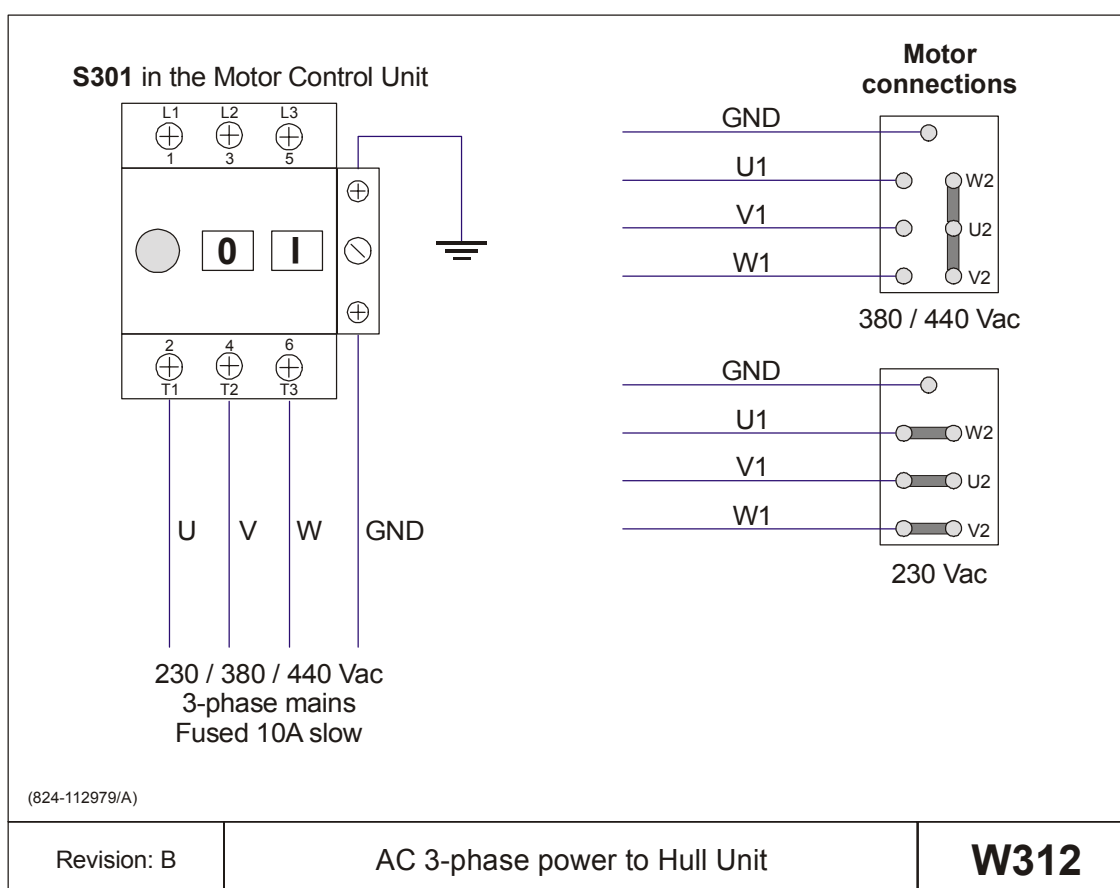 S301 in the Motor Control Unit
L1 L2 L3
1 3 5
0 I
2 4 6
T1 T2 T3
U V W GND
230 / 380 / 440 Vac
3-phase mains
Fused 10A slow
Motor
connections
GND
U1
W2
V1
U2
W1
V2
380 / 440 Vac
GND
U1
W2
V1
U2
W1
V2
230 Vac
(824-112979/A)
Revision: B
AC 3-phase power to Hull Unit
W312